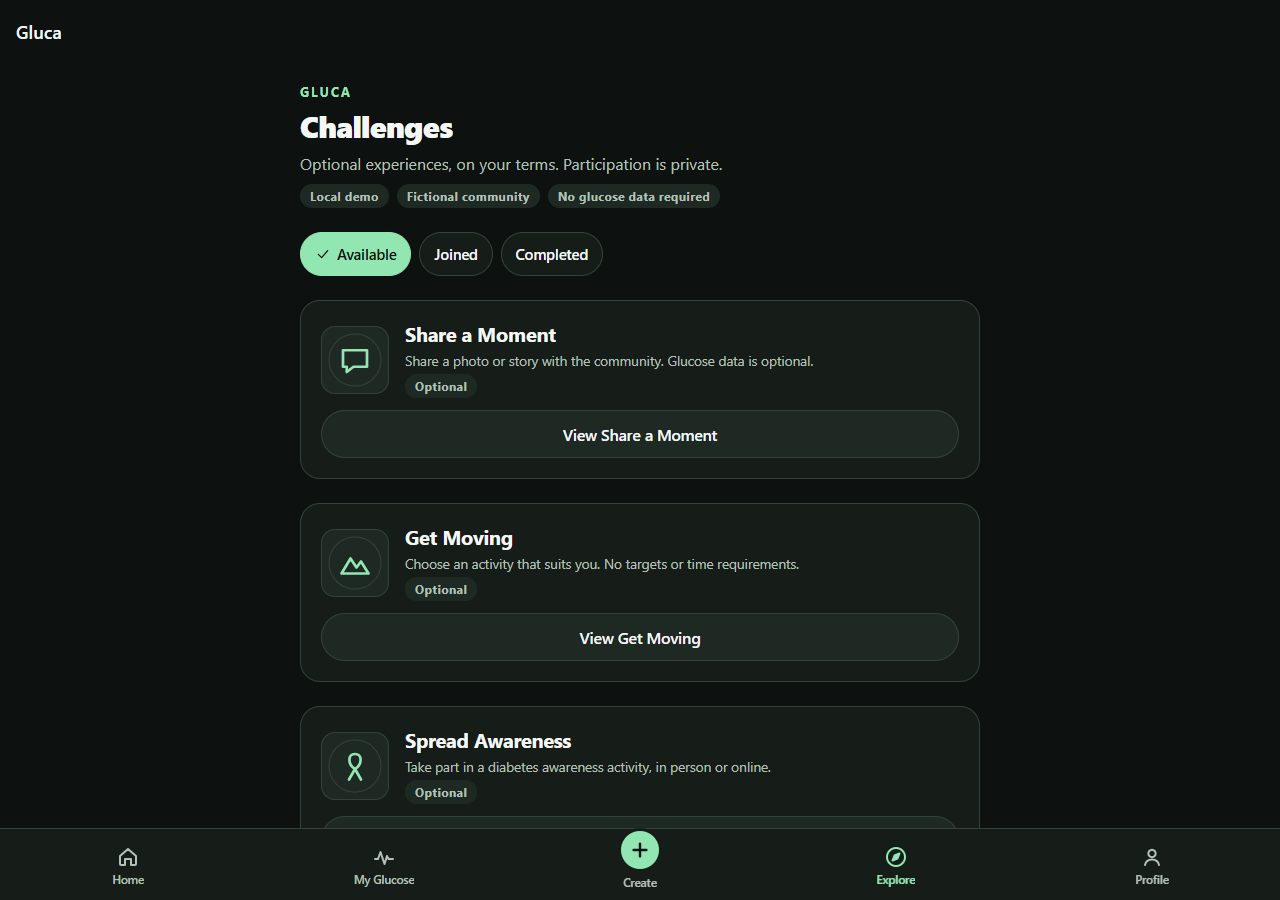 Gluca
GLUCA
Challenges
Optional experiences, on your terms. Participation is private.
Local demo
Fictional community
No glucose data required
Available
Joined
Completed
Share a Moment
Share a photo or story with the community. Glucose data is optional.
Optional
View Share a Moment
Get Moving
Choose an activity that suits you. No targets or time requirements.
Optional
View Get Moving
Spread Awareness
Take part in a diabetes awareness activity, in person or online.
Optional
Home
My Glucose
Create
Explore
Profile